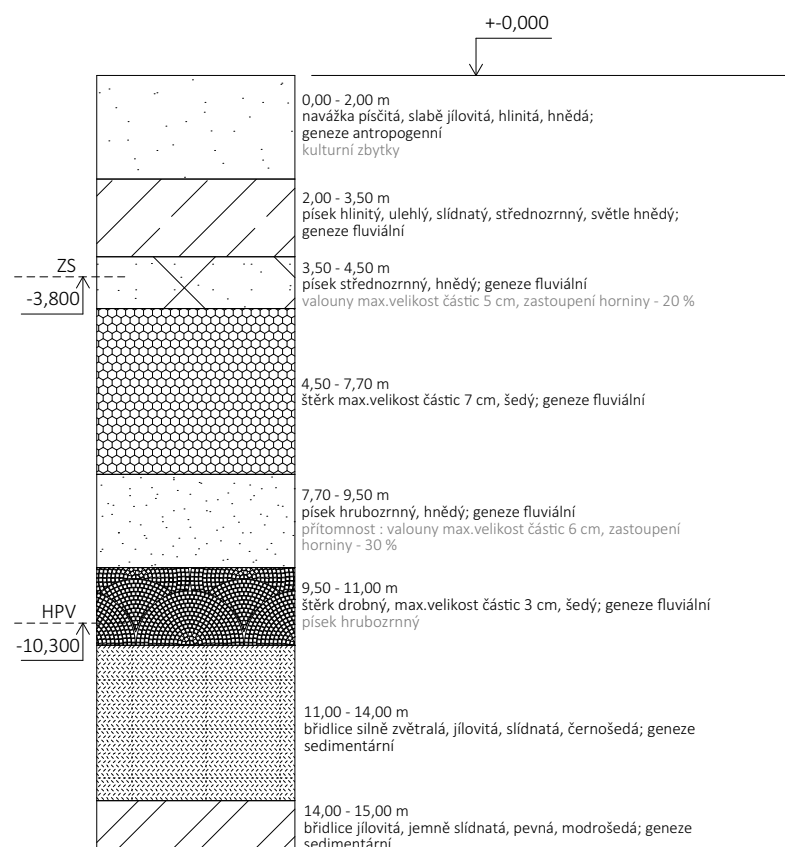 +-0,000
0,00 - 2,00 m
navážka písčitá, slabě jílovitá, hlinitá, hnědá;
geneze antropogenní
kulturní zbytky
2,00 - 3,50 m
písek hlinitý, ulehlý, slídnatý, střednozrnný, světle hnědý;
geneze fluviální
ZS
-3,800
3,50 - 4,50 m
písek střednozrnný, hnědý; geneze fluviální
valouny max.velikost částic 5 cm, zastoupení horniny - 20 %
4,50 - 7,70 m
štěrk max.velikost částic 7 cm, šedý; geneze fluviální
7,70 - 9,50 m
písek hrubozrnný, hnědý; geneze fluviální
přítomnost : valouny max.velikost částic 6 cm, zastoupení
horniny - 30 %
9,50 - 11,00 m
štěrk drobný, max.velikost částic 3 cm, šedý; geneze fluviální
písek hrubozrnný
HPV
-10,300
11,00 - 14,00 m
břidlice silně zvětralá, jílovitá, slídnatá, černošedá; geneze
sedimentární
14,00 - 15,00 m
břidlice jílovitá, jemně slídnatá, pevná, modrošedá; geneze
sedimentární